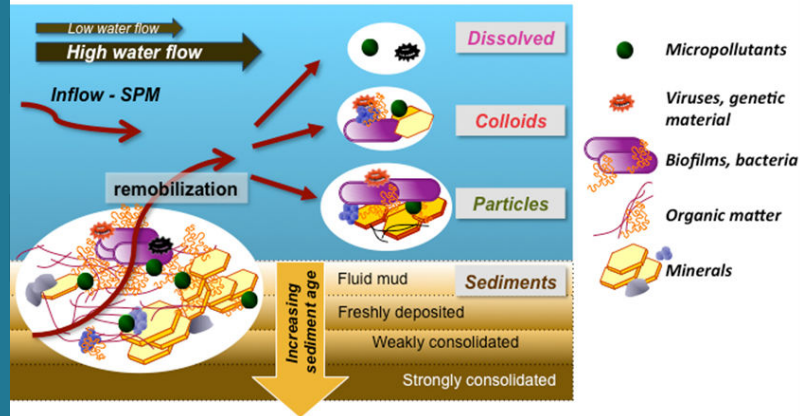 Low water flow
High water flow
Inflow - SPM
remobilization
Dissolved
Colloids
Particles
Sediments
Fluid mud
Freshly deposited
Weakly consolidated
Strongly consolidated
Increasing
sediment age
Micropollutants
Viruses, genetic
material
Biofilms, bacteria
Organic matter
Minerals